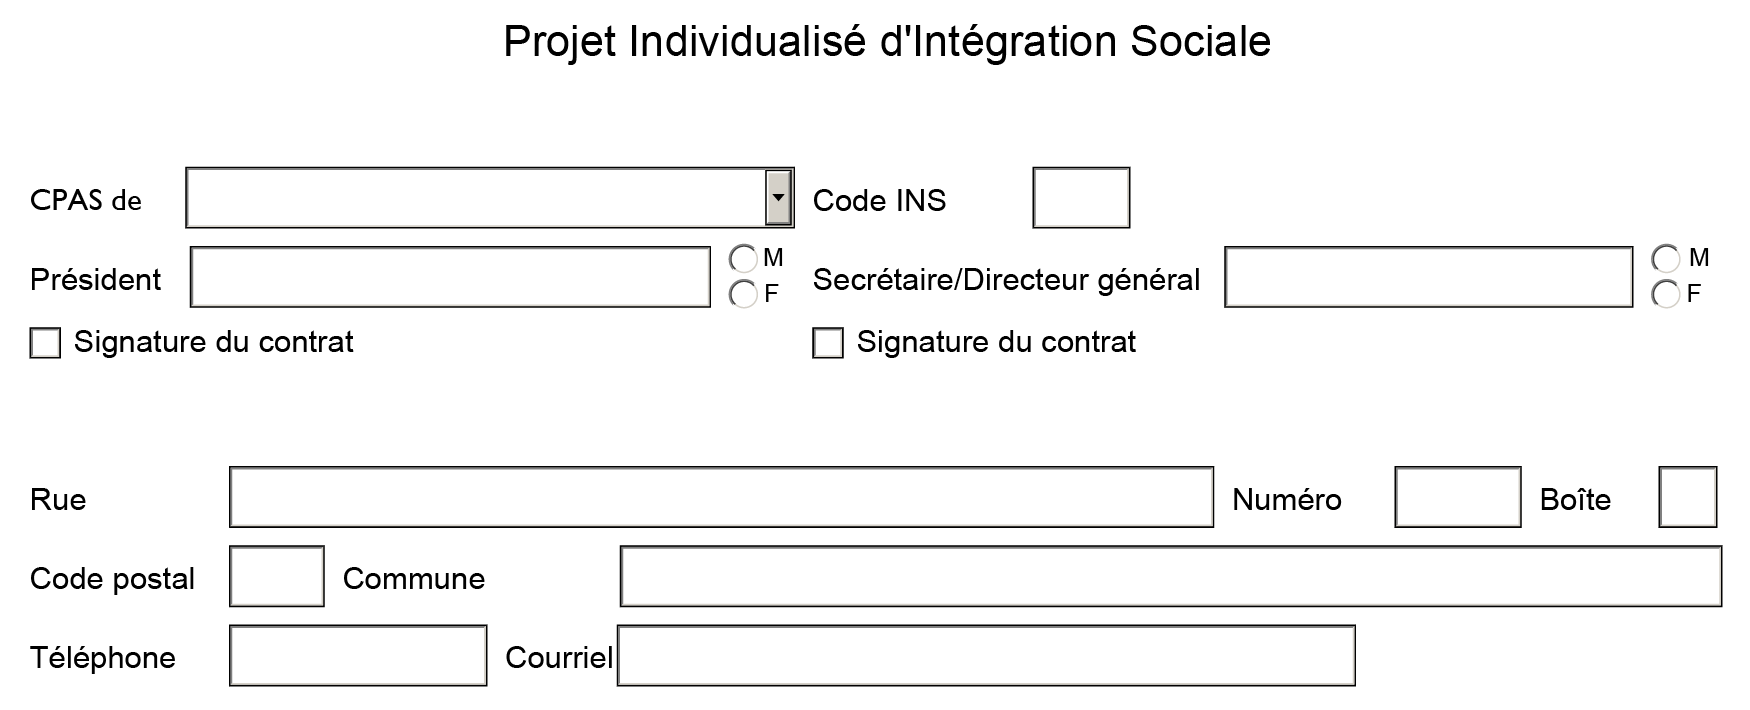 Projet Individualisé d'Intégration Sociale
CPAS de Code INS
Président M F Secrétaire/Directeur général M F
Signature du contrat Signature du contrat
Rue Numéro Boîte
Code postal Commune
Téléphone Courriel